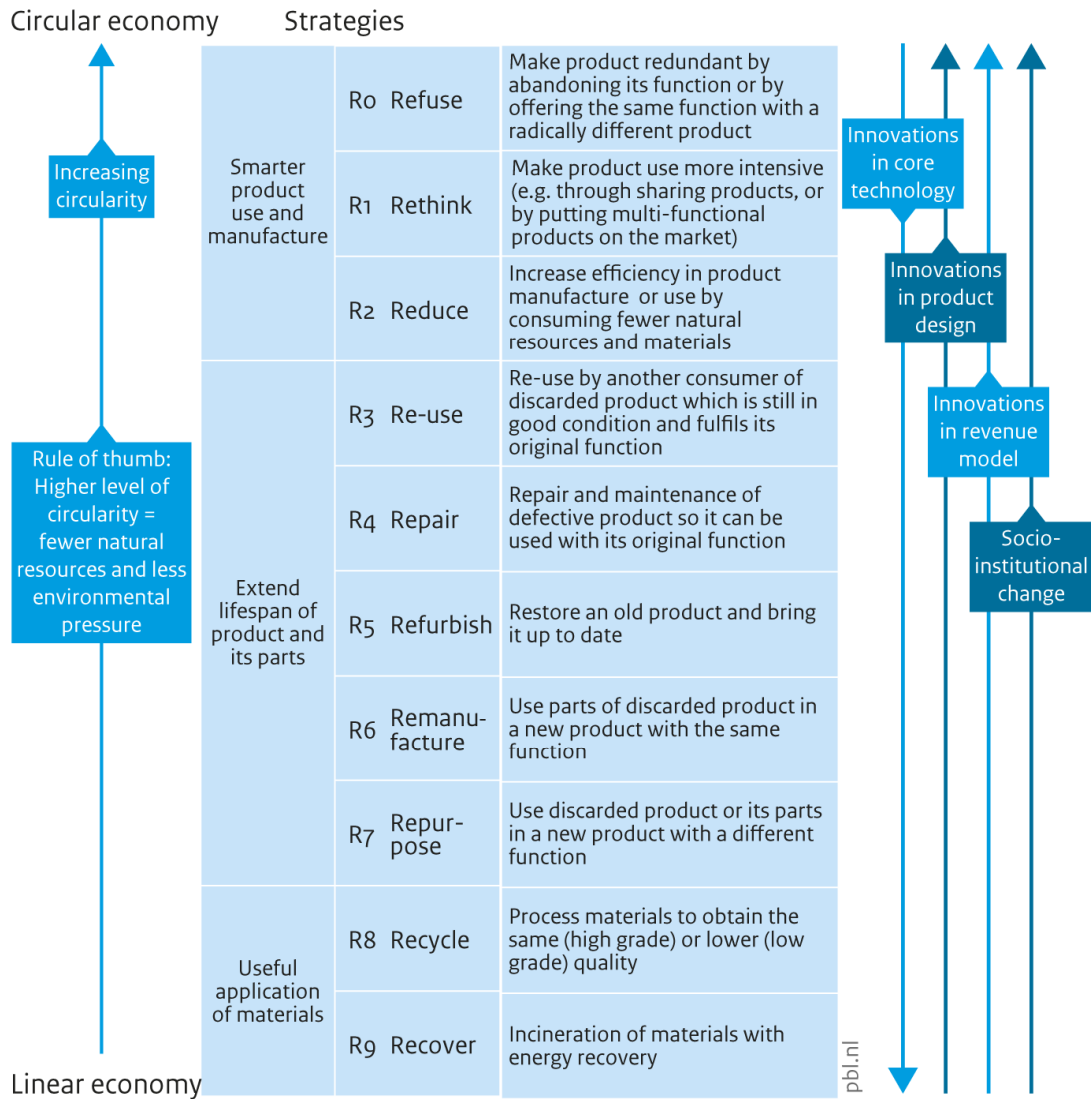 Circular economy
Strategies
Increasing
circularity
Rule of thumb:
Higher level of
circularity =
fewer natural
resources and less
environmental
pressure
Linear economy
Smarter
product
use and
manufacture
R0 Refuse
Make product redundant by
abandoning its function or by
offering the same function with a
radically different product
R1 Rethink
Make product use more intensive
(e.g. through sharing products, or
by putting multi-functional
products on the market)
R2 Reduce
Increase efficiency in product
manufacture or use by
consuming fewer natural
resources and materials
Extend
lifespan of
product and
its parts
R3 Re-use
Re-use by another consumer of
discarded product which is still in
good condition and fulfils its
original function
R4 Repair
Repair and maintenance of
defective product so it can be
used with its original function
R5 Refurbish
Restore an old product and bring
it up to date
R6 Remanu-
facture
Use parts of discarded product in
a new product with the same
function
R7 Repur-
pose
Use discarded product or its parts
in a new product with a different
function
Useful
application
of materials
R8 Recycle
Process materials to obtain the
same (high grade) or lower (low
grade) quality
R9 Recover
Incineration of materials with
energy recovery
pbl.nl
Innovations
in core
technology
Innovations
in product
design
Innovations
in revenue
model
Socio-
institutional
change